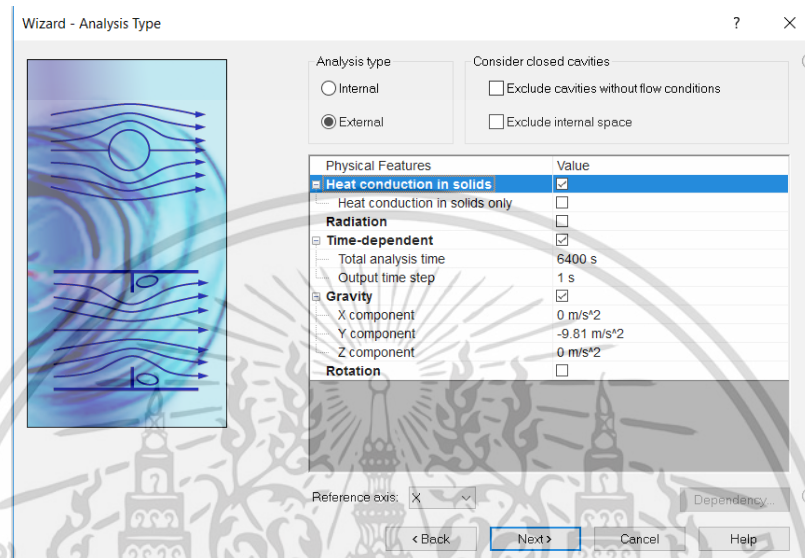 Wizard - Analysis Type ? ×
Analysis type Consider closed cavities
Internal Exclude cavities without flow conditions
External Exclude internal space
Physical Features Value
Heat conduction in solids
Heat conduction in solids only
Radiation
Time-dependent
Total analysis time 6400 s
Output time step 1 s
Gravity
X component 0 m/s^2
Y component -9.81 m/s^2
Z component 0 m/s^2
Rotation
Reference axis: X Dependency...
< Back Next > Cancel Help